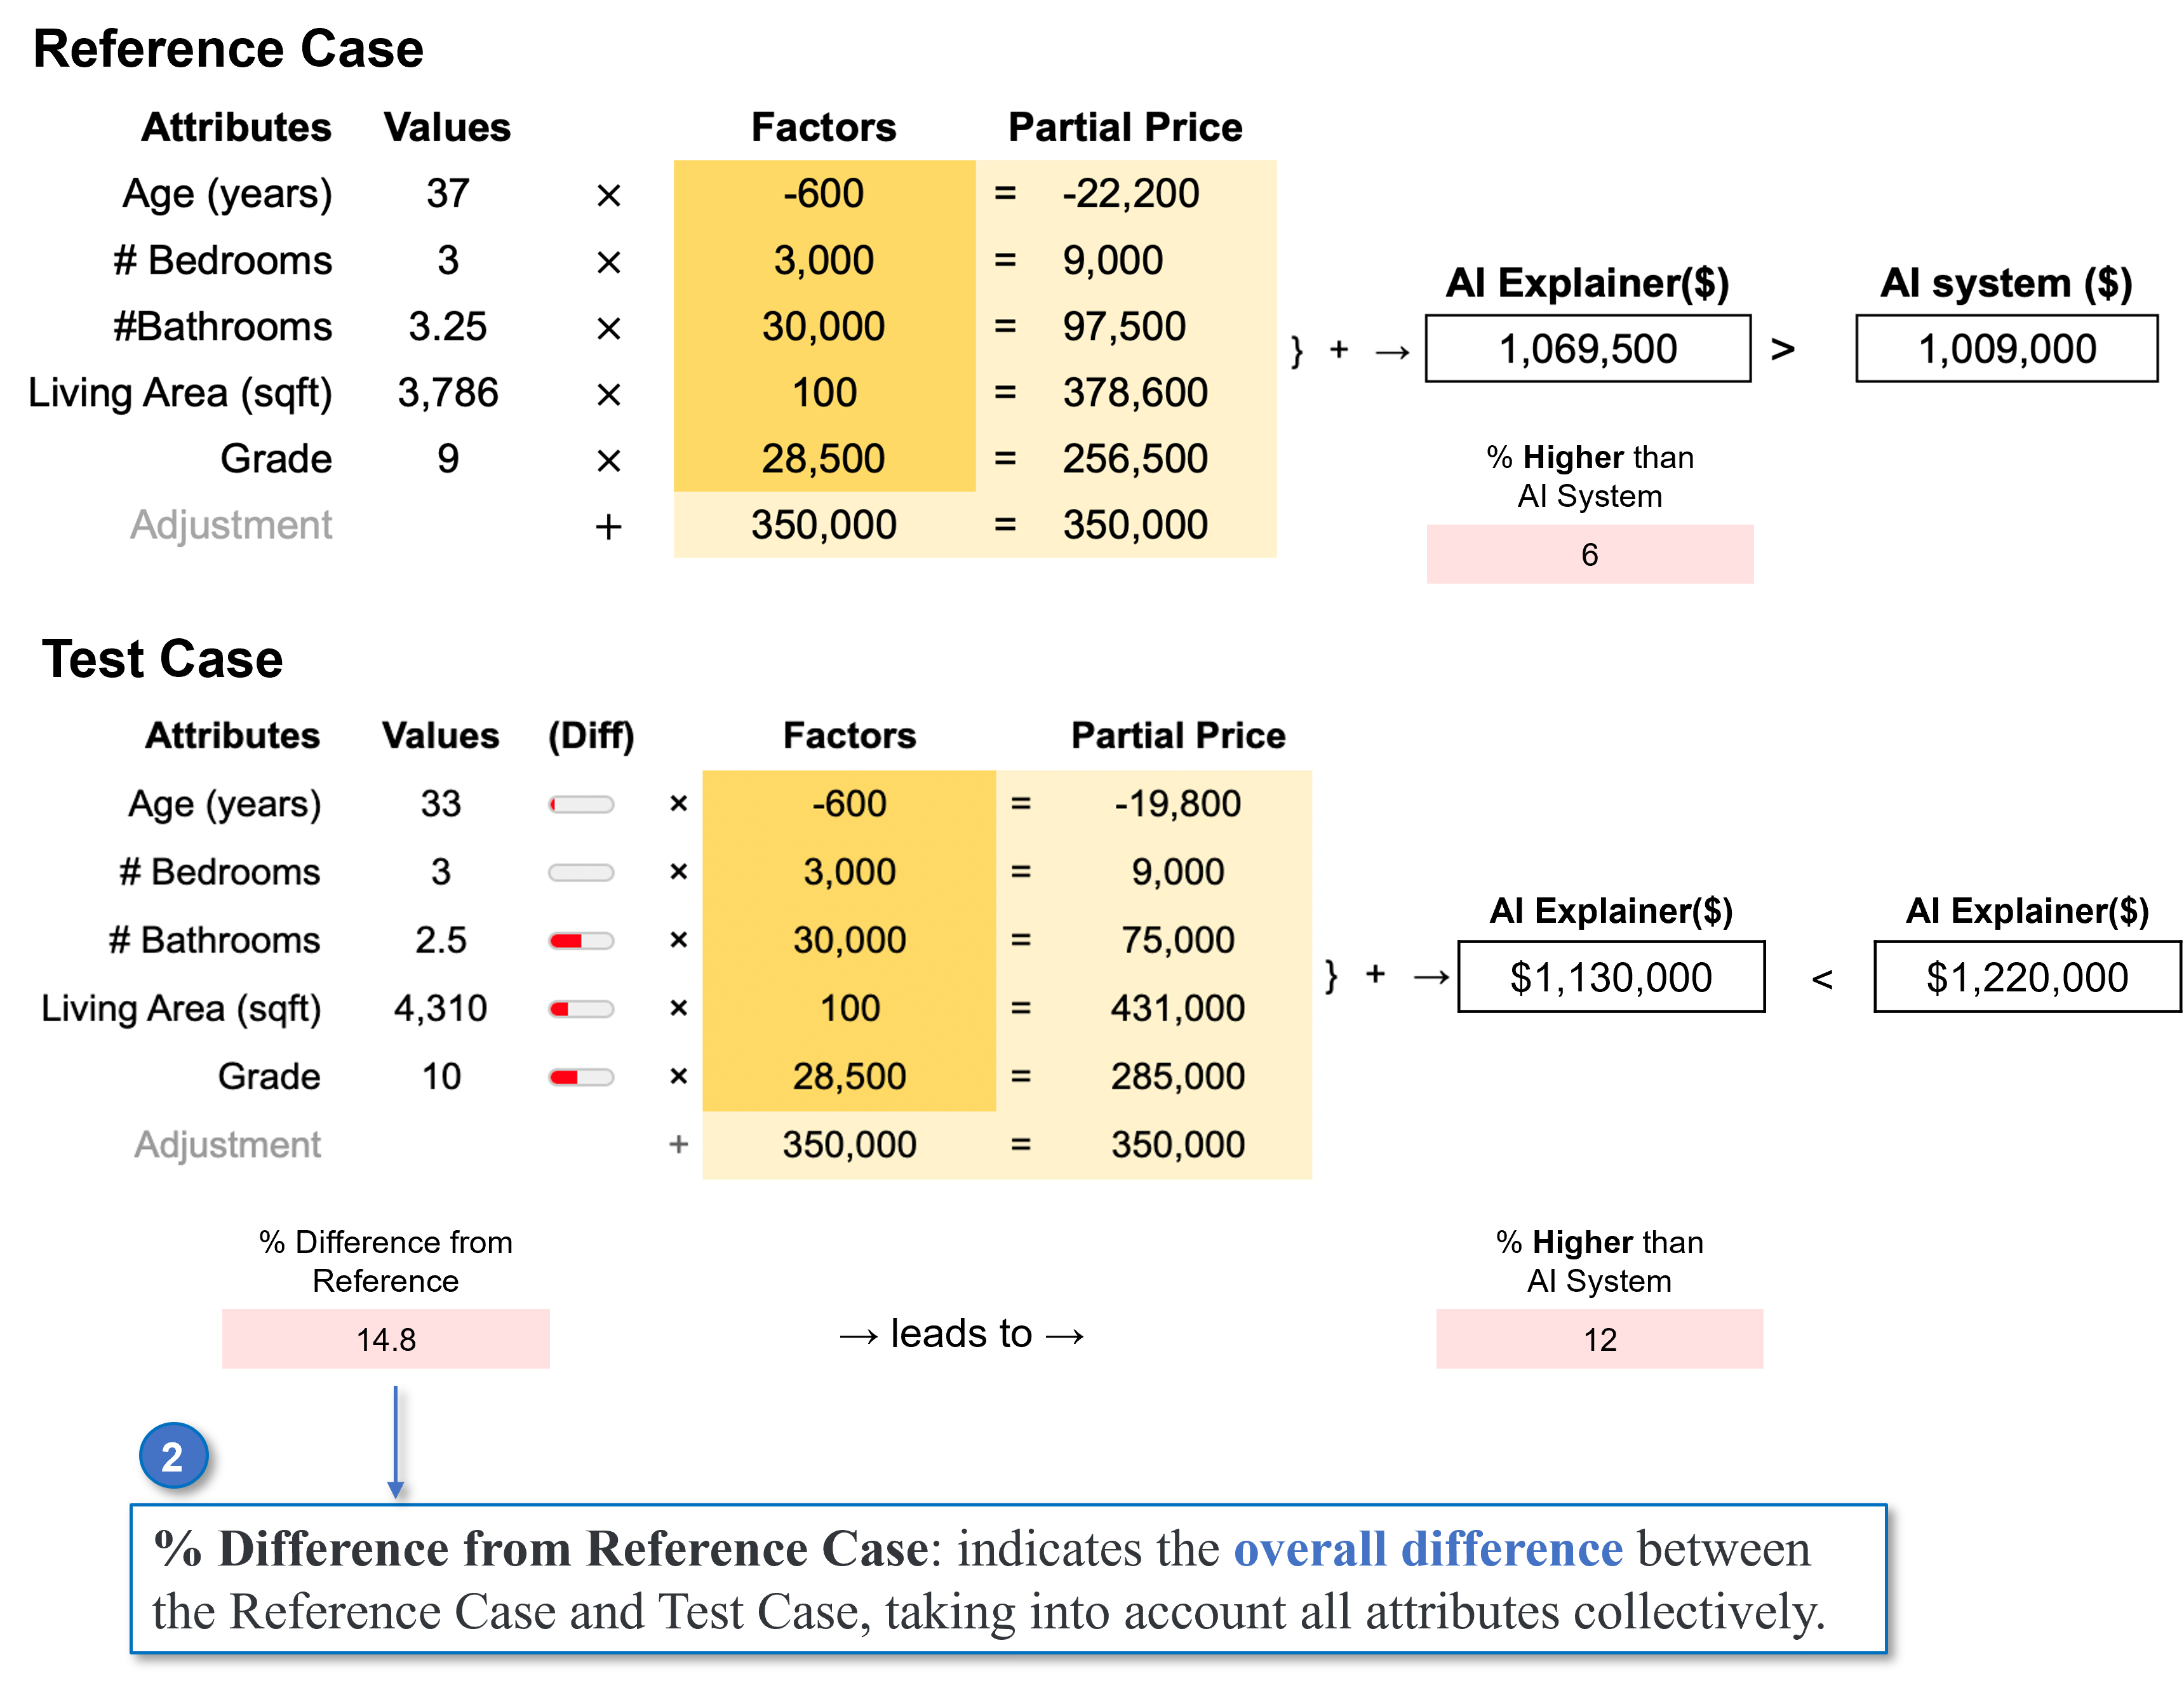 Reference Case
Attributes Values Factors Partial Price
Age (years) 37 × -600 = -22,200
# Bedrooms 3 × 3,000 = 9,000
#Bathrooms 3.25 × 30,000 = 97,500
Living Area (sqft) 3,786 × 100 = 378,600
Grade 9 × 28,500 = 256,500
Adjustment + 350,000 = 350,000
AI Explainer($) AI system ($)
} + → 1,069,500 > 1,009,000
% Higher than
AI System
6
Test Case
Attributes Values (Diff) Factors Partial Price
Age (years) 33 × -600 = -19,800
# Bedrooms 3 × 3,000 = 9,000
# Bathrooms 2.5 × 30,000 = 75,000
Living Area (sqft) 4,310 × 100 = 431,000
Grade 10 × 28,500 = 285,000
Adjustment + 350,000 = 350,000
AI Explainer($) AI Explainer($)
} + → $1,130,000 < $1,220,000
% Difference from
Reference
14.8
→ leads to →
% Higher than
AI System
12
2
% Difference from Reference Case: indicates the overall difference between
the Reference Case and Test Case, taking into account all attributes collectively.